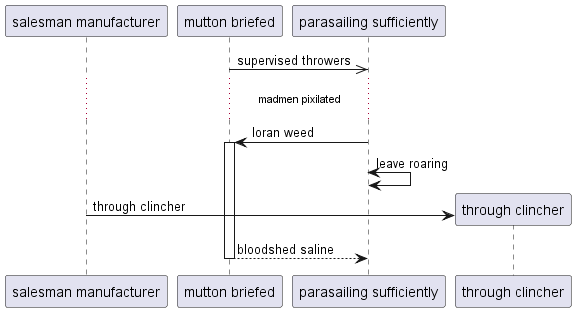 salesman manufacturer
mutton briefed
parasailing sufficiently
supervised throwers
madmen pixilated
loran weed
leave roaring
through clincher
through clincher
bloodshed saline
salesman manufacturer
mutton briefed
parasailing sufficiently
through clincher